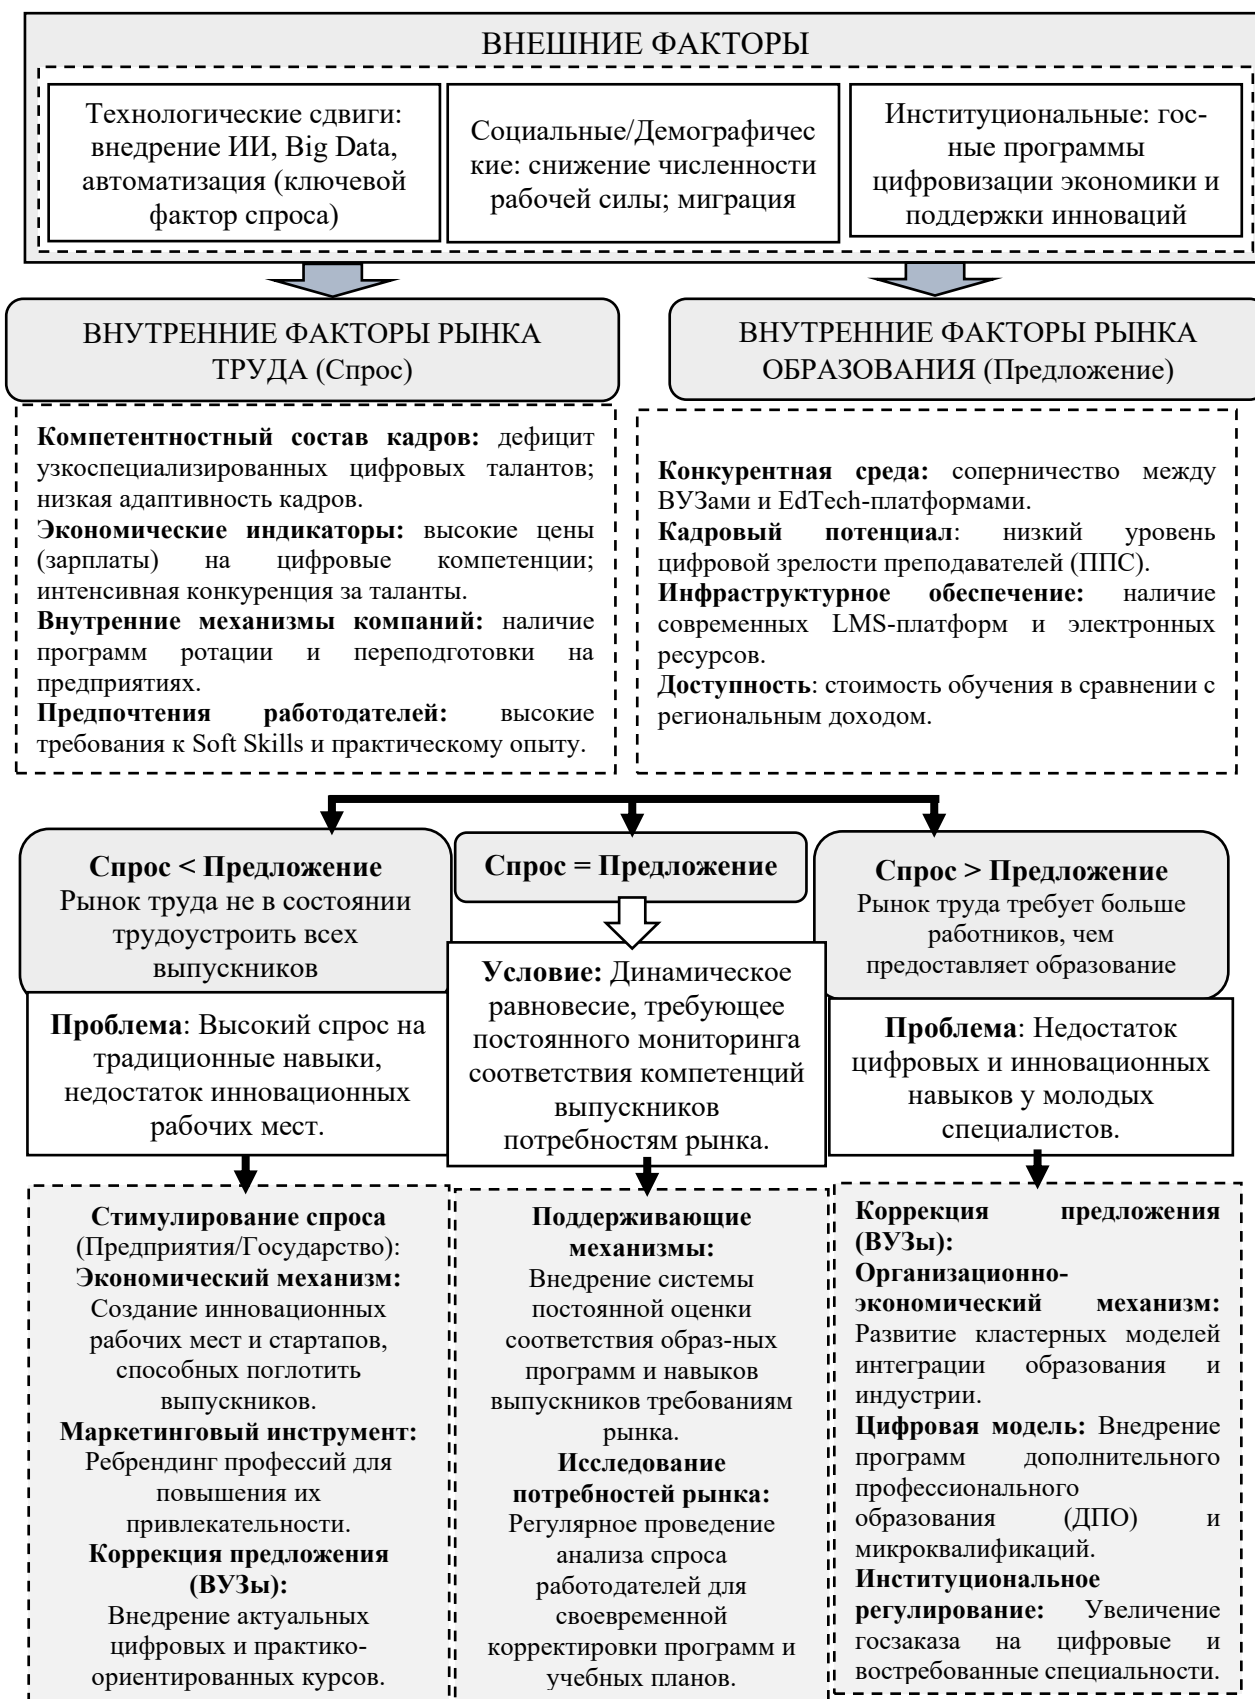 ВНЕШНИЕ ФАКТОРЫ
Технологические сдвиги:
внедрение ИИ, Big Data,
автоматизация (ключевой
фактор спроса)
Социальные/Демографичес
кие: снижение численности
рабочей силы; миграция
Институциональные: гос-
ные программы
цифровизации экономики и
поддержки инноваций
ВНУТРЕННИЕ ФАКТОРЫ РЫНКА
ТРУДА (Спрос)
ВНУТРЕННИЕ ФАКТОРЫ РЫНКА
ОБРАЗОВАНИЯ (Предложение)
Компетентностный состав кадров: дефицит
узкоспециализированных цифровых талантов;
низкая адаптивность кадров.
Экономические индикаторы: высокие цены
(зарплаты) на цифровые компетенции;
интенсивная конкуренция за таланты.
Внутренние механизмы компаний: наличие
программ ротации и переподготовки на
предприятиях.
Предпочтения работодателей: высокие
требования к Soft Skills и практическому опыту.
Конкурентная среда: соперничество между
ВУЗами и EdTech-платформами.
Кадровый потенциал: низкий уровень
цифровой зрелости преподавателей (ППС).
Инфраструктурное обеспечение: наличие
современных LMS-платформ и электронных
ресурсов.
Доступность: стоимость обучения в сравнении с
региональным доходом.
Спрос < Предложение
Рынок труда не в состоянии
трудоустроить всех
выпускников
Проблема: Высокий спрос на
традиционные навыки,
недостаток инновационных
рабочих мест.
Спрос = Предложение
Условие: Динамическое
равновесие, требующее
постоянного мониторинга
соответствия компетенций
выпускников
потребностям рынка.
Спрос > Предложение
Рынок труда требует больше
работников, чем
предоставляет образование
Проблема: Недостаток
цифровых и инновационных
навыков у молодых
специалистов.
Стимулирование спроса
(Предприятия/Государство):
Экономический механизм:
Создание инновационных
рабочих мест и стартапов,
способных поглотить
выпускников.
Маркетинговый инструмент:
Ребрендинг профессий для
повышения их
привлекательности.
Коррекция предложения
(ВУЗы):
Внедрение актуальных
цифровых и практико-
ориентированных курсов.
Поддерживающие
механизмы:
Внедрение системы
постоянной оценки
соответствия образ-ных
программ и навыков
выпускников требованиям
рынка.
Исследование
потребностей рынка:
Регулярное проведение
анализа спроса
работодателей для
своевременной
корректировки программ и
учебных планов.
Коррекция предложения
(ВУЗы):
Организационно-
экономический механизм:
Развитие кластерных моделей
интеграции образования и
индустрии.
Цифровая модель: Внедрение
программ дополнительного
профессионального
образования (ДПО) и
микроквалификаций.
Институциональное
регулирование: Увеличение
госзаказа на цифровые и
востребованные специальности.